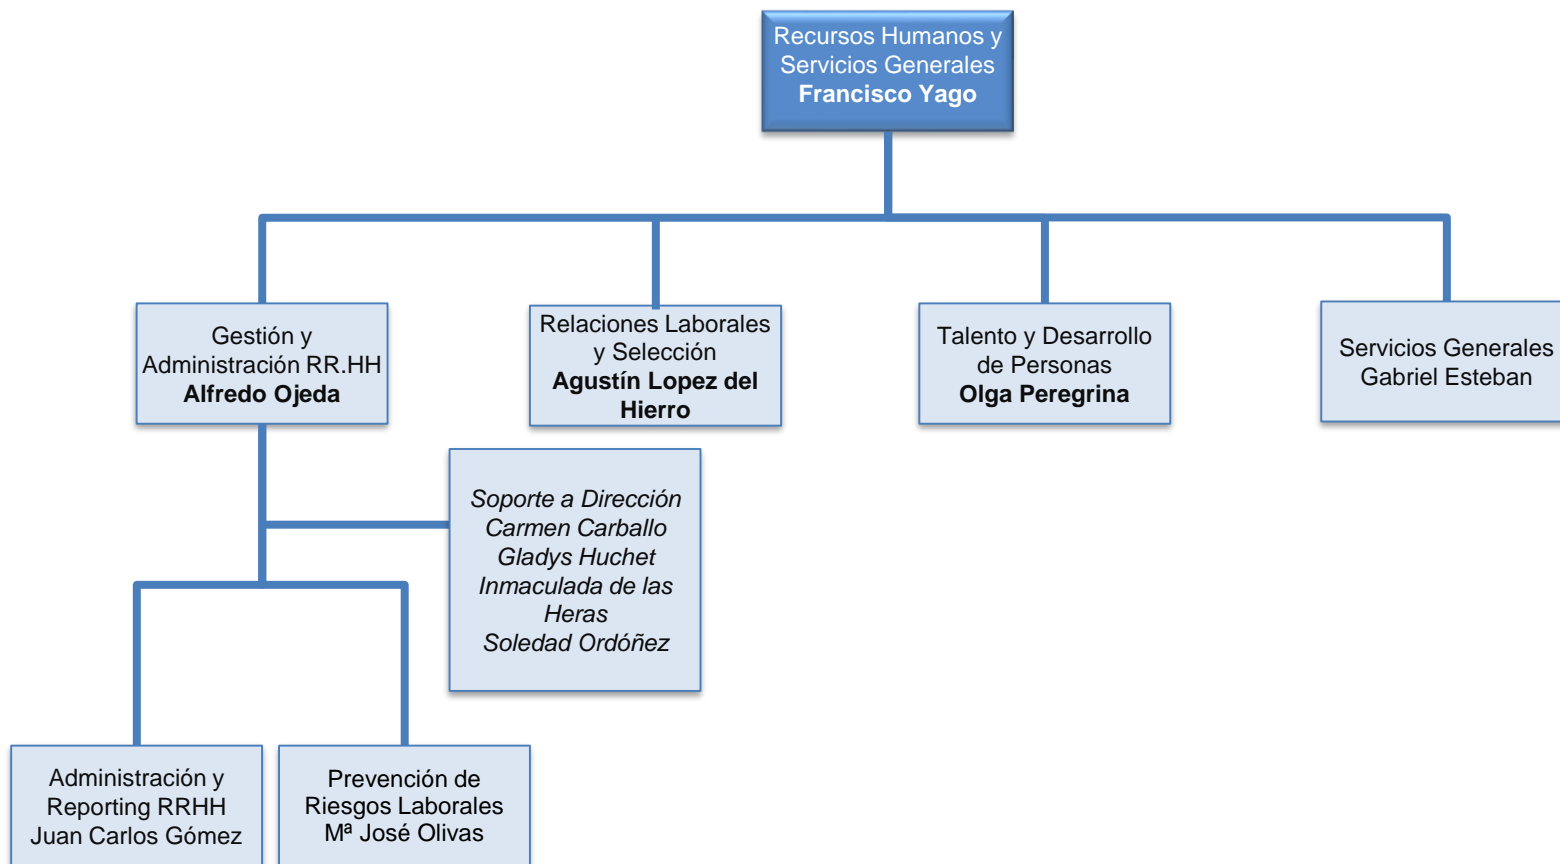 Recursos Humanos y
Servicios Generales
Francisco Yago
Gestión y
Administración RR.HH
Alfredo Ojeda
Relaciones Laborales
y Selección
Agustín Lopez del
Hierro
Talento y Desarrollo
de Personas
Olga Peregrina
Servicios Generales
Gabriel Esteban
Soporte a Dirección
Carmen Carballo
Gladys Huchet
Inmaculada de las
Heras
Soledad Ordóñez
Administración y
Reporting RRHH
Juan Carlos Gómez
Prevención de
Riesgos Laborales
Mª José Olivas